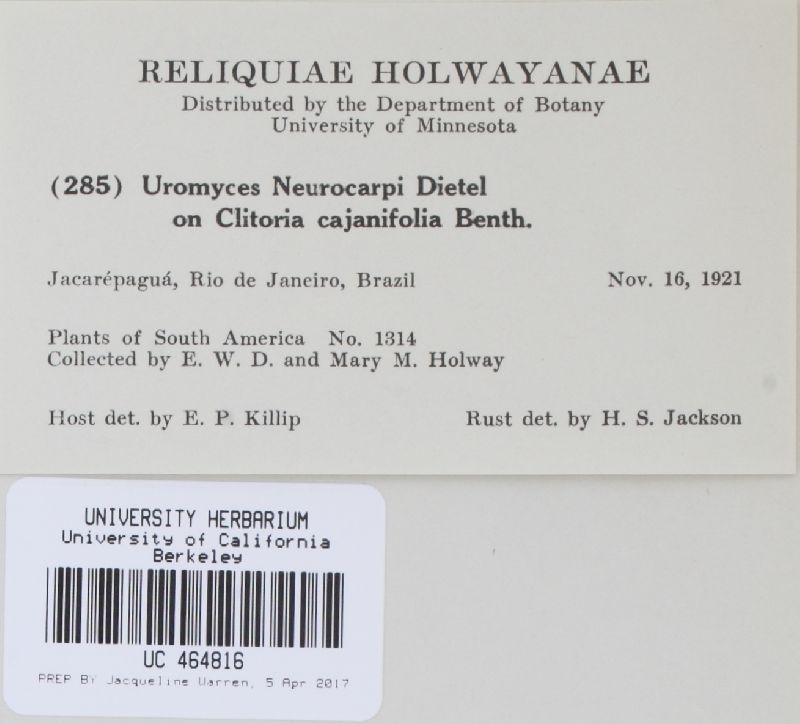 RELIQUIAE HOLWAYANAE
Distributed by the Department of Botany
University of Minnesota
(285) Uromyces Neurocarpi Dietel
on Clitoria cajanifolia Benth.
Jacarépaguá, Rio de Janeiro, Brazil Nov. 16, 1921
Plants of South America No. 1314
Collected by E. W. D. and Mary M. Holway
Host det. by E. P. Killip Rust det. by H. S. Jackson
UNIVERSITY HERBARIUM
University of California
Berkeley
UC 464816
PREP BY Jacqueline Warren, 5 Apr 2017